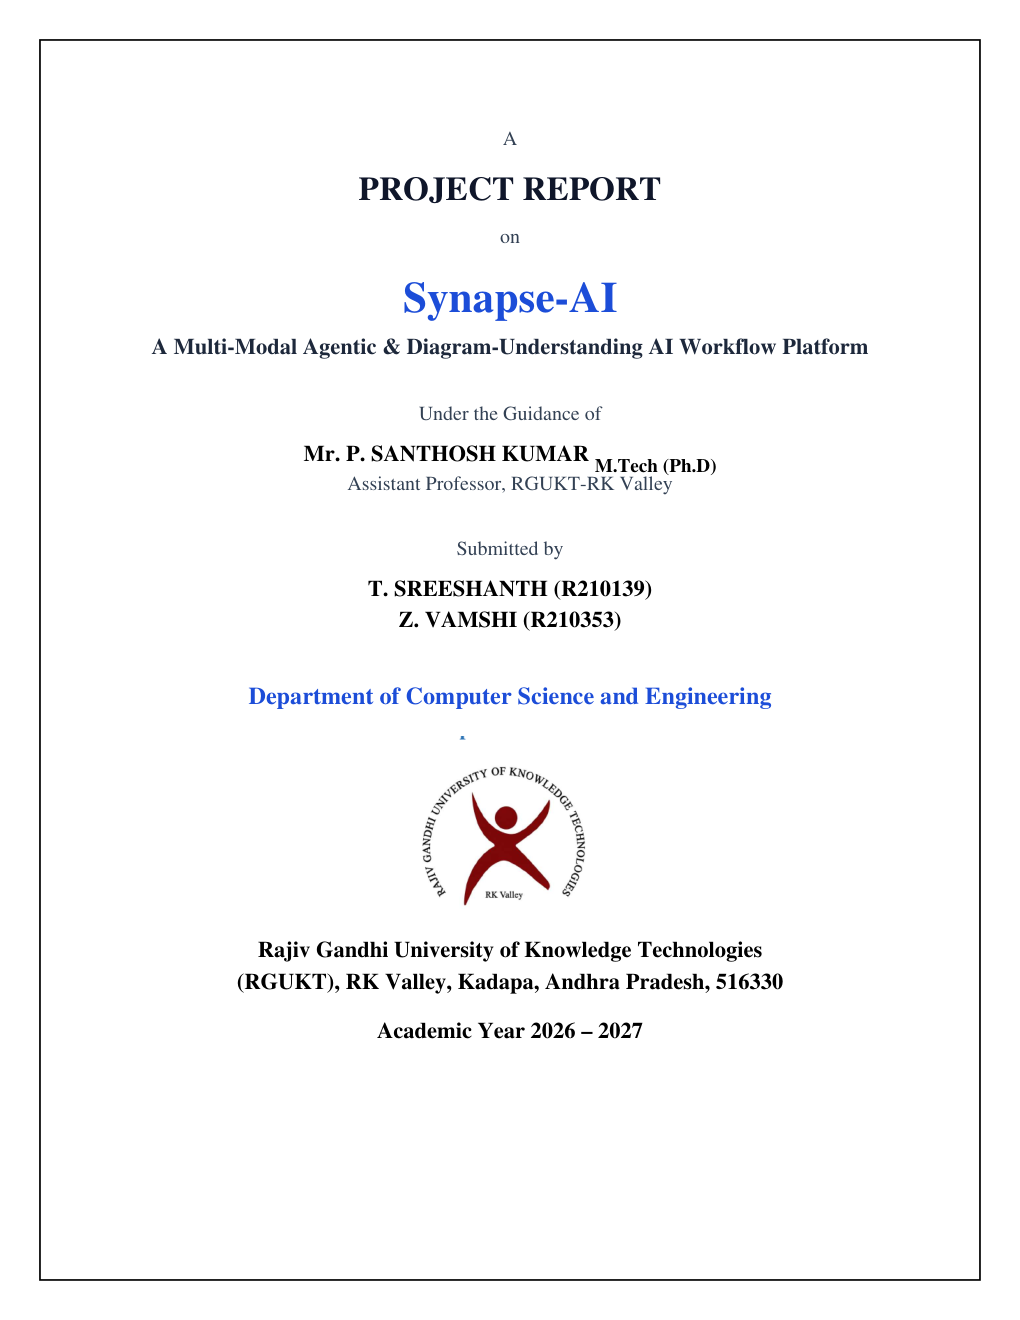 A
PROJECT REPORT
on
Synapse-AI
A Multi-Modal Agentic & Diagram-Understanding AI Workflow Platform
Under the Guidance of
Mr. P. SANTHOSH KUMAR M.Tech (Ph.D)
Assistant Professor, RGUKT-RK Valley
Submitted by
T. SREESHANTH (R210139)
Z. VAMSHI (R210353)
Department of Computer Science and Engineering
RAJIV GANDHI UNIVERSITY OF KNOWLEDGE TECHNOLOGIES
RK Valley
Rajiv Gandhi University of Knowledge Technologies
(RGUKT), RK Valley, Kadapa, Andhra Pradesh, 516330
Academic Year 2026 – 2027